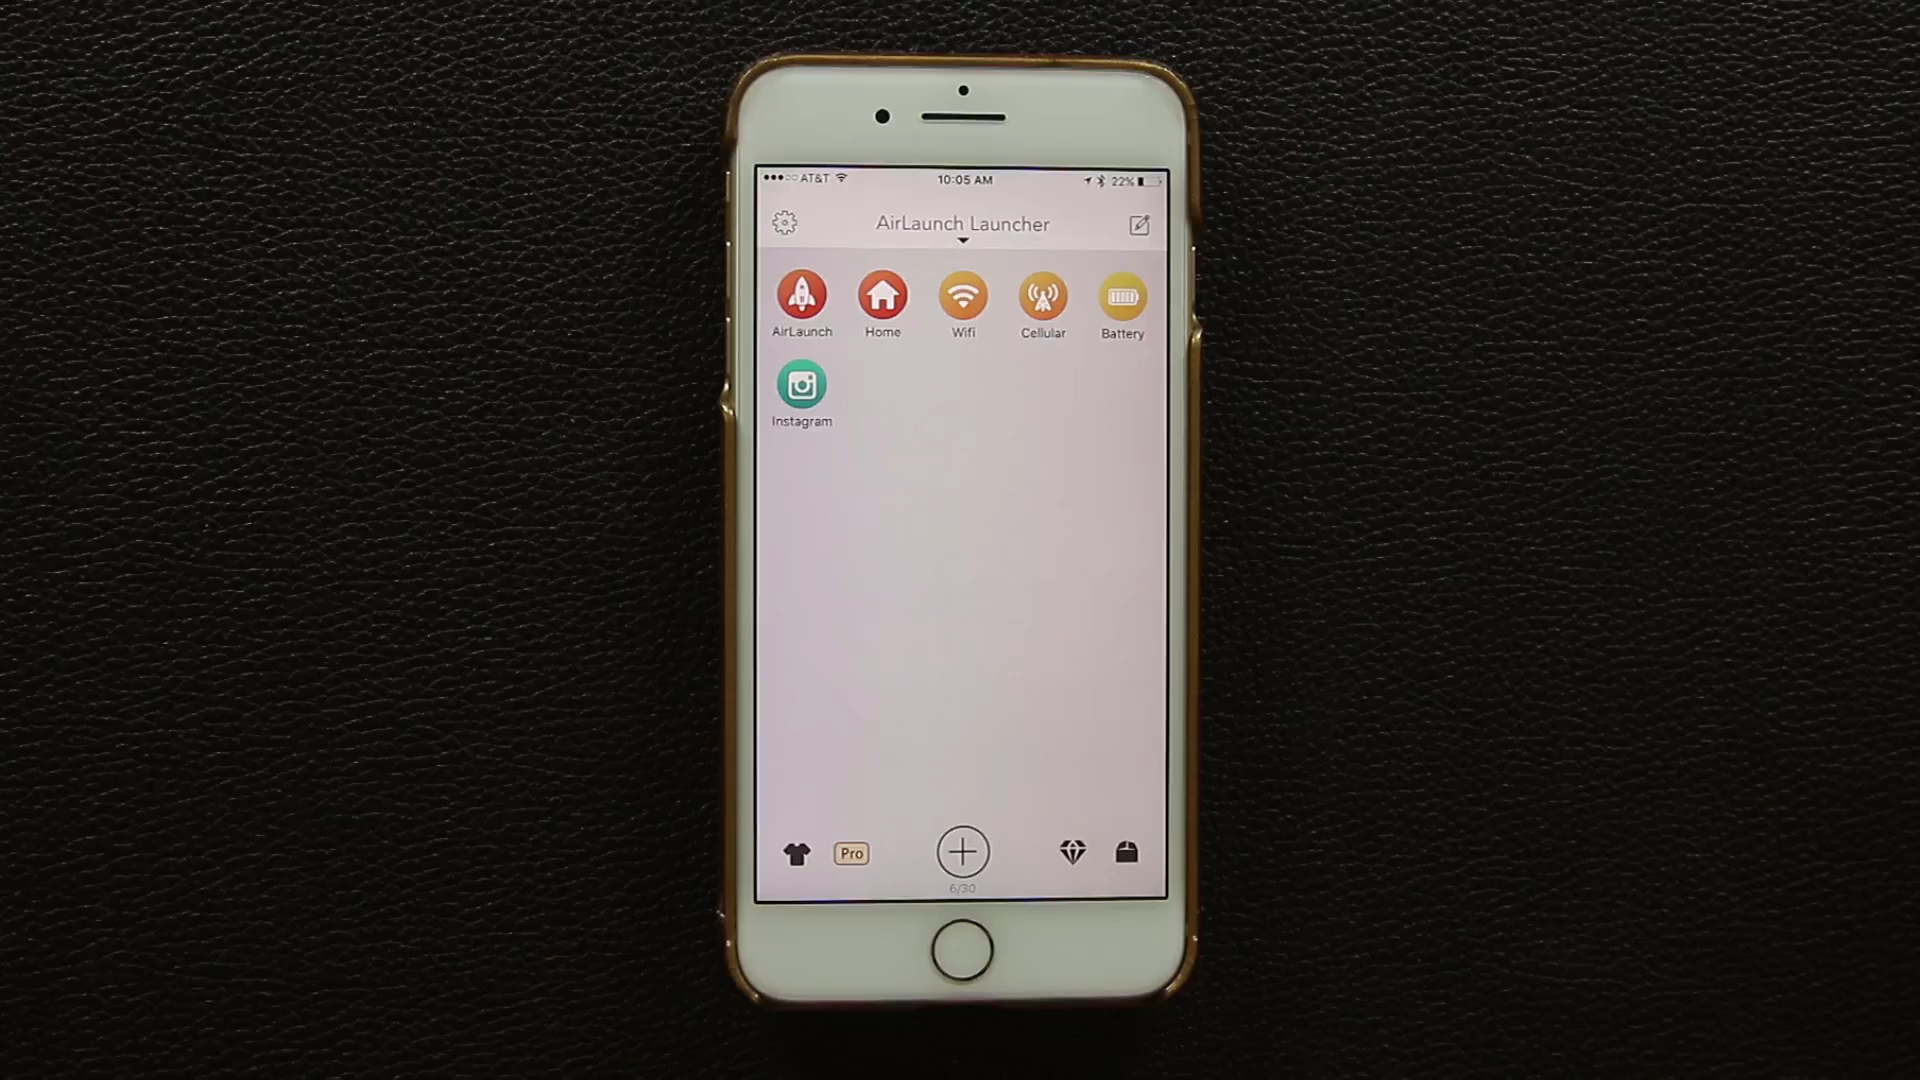 AT&T 10:05 AM 22%
AirLaunch Launcher
AirLaunch Home Wifi Cellular Battery
Instagram
Pro
6/30